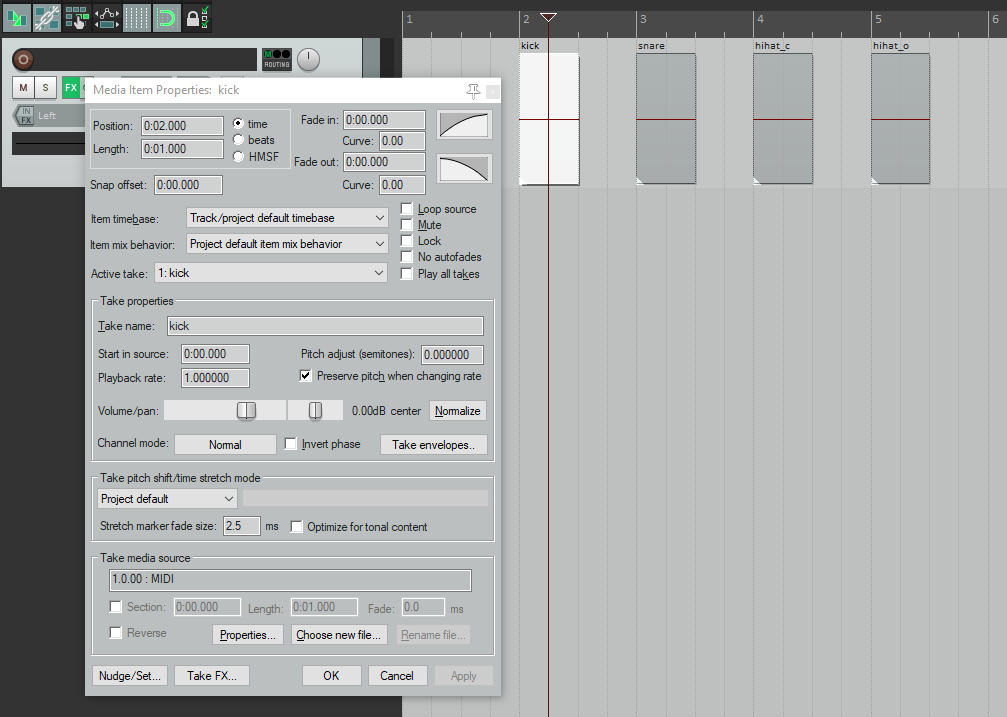 1 2 3 4 5 6
kick snare hihat_c hihat_o
ROUTING
M S FX
IN FX Left
Media Item Properties: kick
Position: 0:02.000 time
beats
Length: 0:01.000
HMSF
Fade in: 0:00.000
Curve: 0.00
Fade out: 0:00.000
Snap offset: 0:00.000 Curve: 0.00
Item timebase: Track/project default timebase
Item mix behavior: Project default item mix behavior
Active take: 1: kick
Loop source
Mute
Lock
No autofades
Play all takes
Take properties
Take name: kick
Start in source: 0:00.000 Pitch adjust (semitones): 0.000000
Playback rate: 1.000000 Preserve pitch when changing rate
Volume/pan: 0.00dB center Normalize
Channel mode: Normal Invert phase Take envelopes..
Take pitch shift/time stretch mode
Project default
Stretch marker fade size: 2.5 ms Optimize for tonal content
Take media source
1.0.00 : MIDI
Section: 0:00.000 Length: 0:01.000 Fade: 0.0 ms
Reverse Properties... Choose new file... Rename file...
Nudge/Set... Take FX... OK Cancel Apply